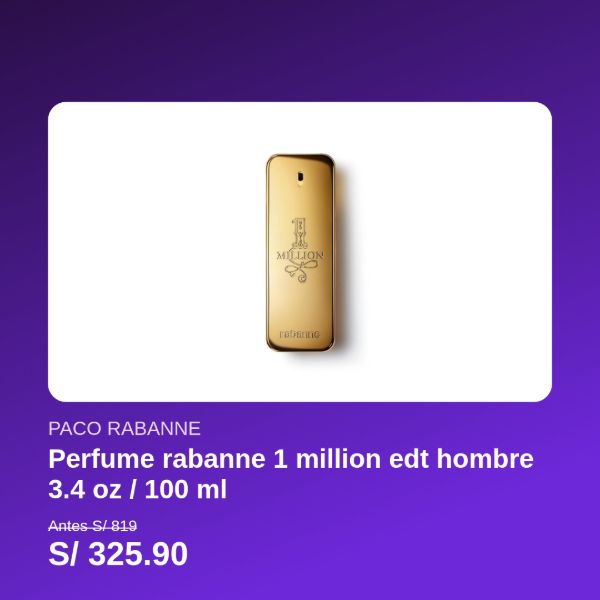 1
MILLION
rabanne
PACO RABANNE
Perfume rabanne 1 million edt hombre
3.4 oz / 100 ml
Antes S/ 819
S/ 325.90